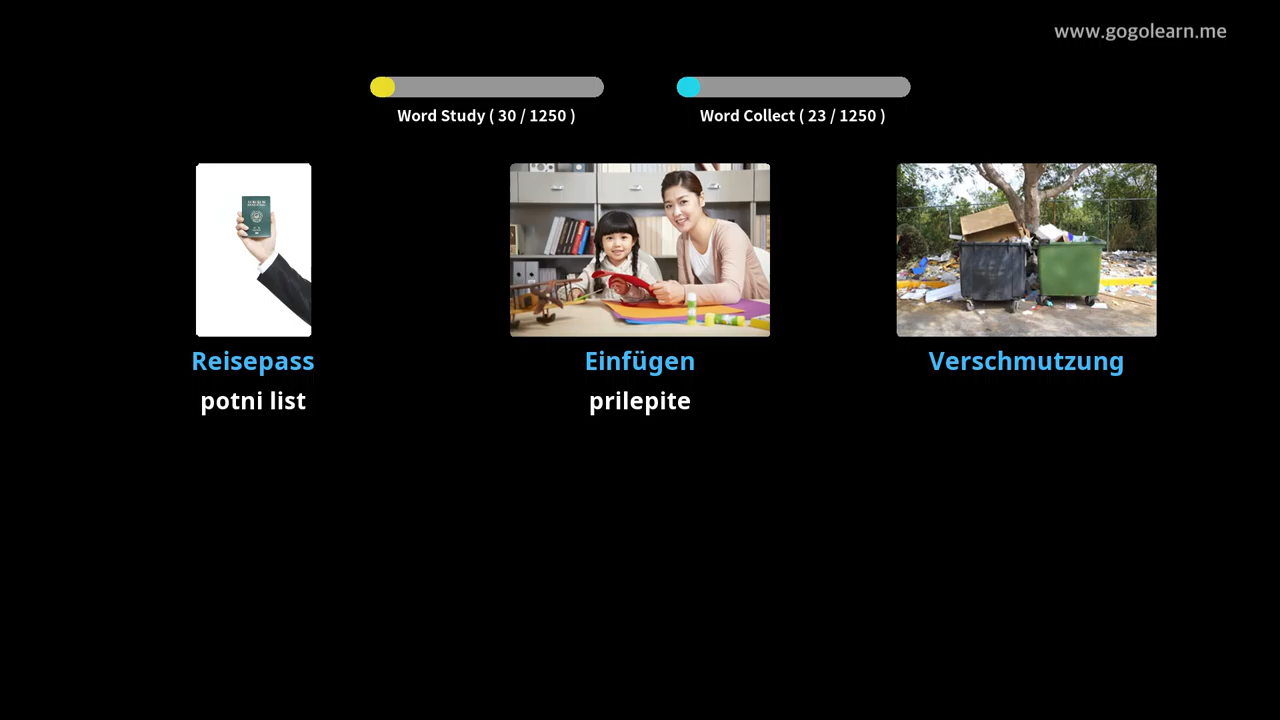 www.gogolearn.me
Word Study ( 30 / 1250 )
Word Collect ( 23 / 1250 )
Reisepass
Einfügen
Verschmutzung
potni list
prilepite